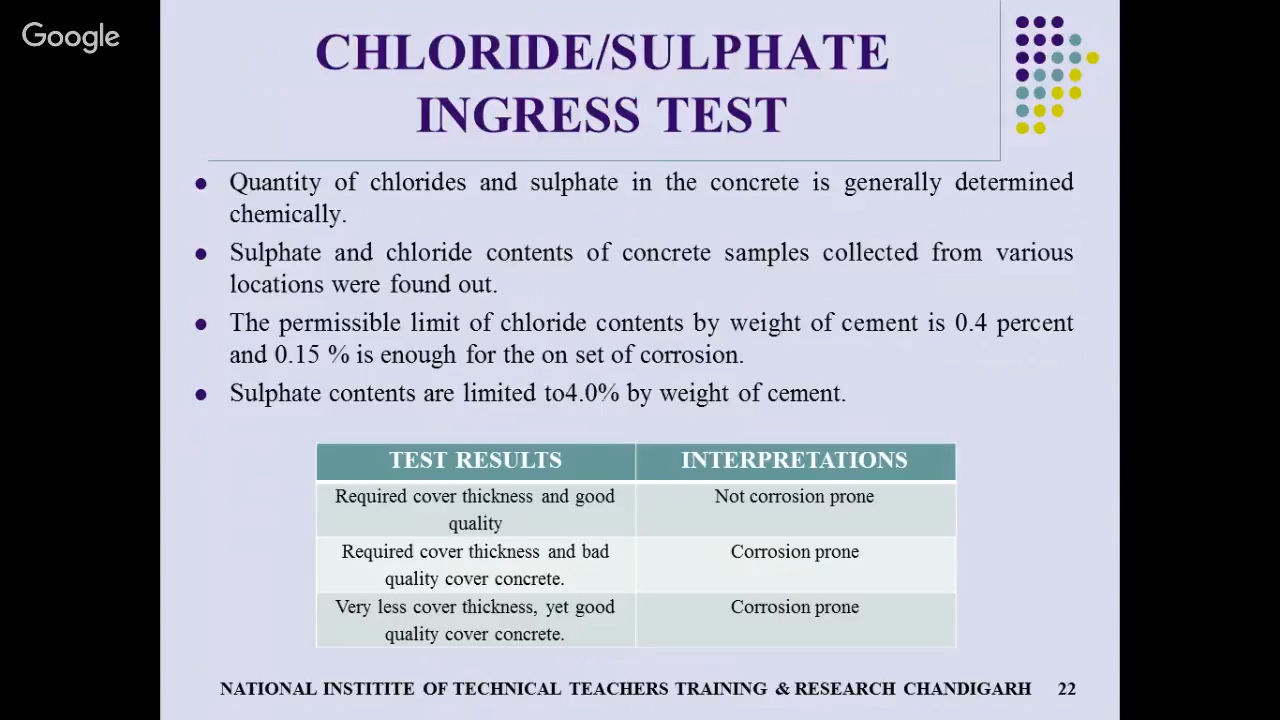 Google
CHLORIDE/SULPHATE
INGRESS TEST
Quantity of chlorides and sulphate in the concrete is generally determined
chemically.
Sulphate and chloride contents of concrete samples collected from various
locations were found out.
The permissible limit of chloride contents by weight of cement is 0.4 percent
and 0.15 % is enough for the on set of corrosion.
Sulphate contents are limited to4.0% by weight of cement.
TEST RESULTS INTERPRETATIONS
Required cover thickness and good Not corrosion prone
quality
Required cover thickness and bad Corrosion prone
quality cover concrete.
Very less cover thickness, yet good Corrosion prone
quality cover concrete.
NATIONAL INSTITITE OF TECHNICAL TEACHERS TRAINING & RESEARCH CHANDIGARH 22